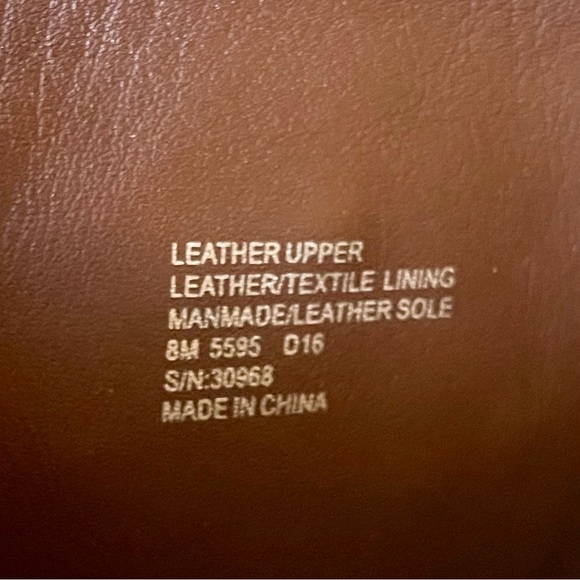 LEATHER UPPER
LEATHER/TEXTILE LINING
MANMADE/LEATHER SOLE
8M 5595 D16
S/N:30968
MADE IN CHINA